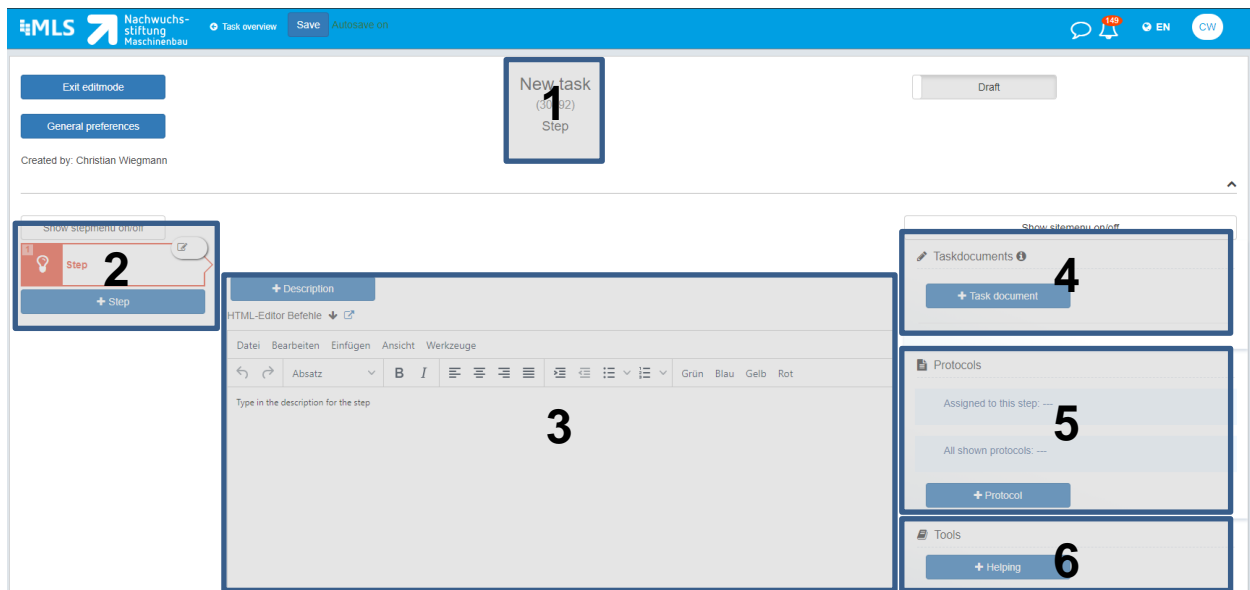 MLS
Nachwuchs-
stiftung
Maschinenbau
Task overview
Save
Autosave on
149
EN
CW
Exit editmode
General preferences
Created by: Christian Wiegmann
New task
1
Step
Draft
Show stepmenu on/off
1
Step
2
+ Step
+ Description
HTML-Editor Befehle
Datei Bearbeiten Einfügen Ansicht Werkzeuge
Absatz B I Grün Blau Gelb Rot
Type in the description for the step
3
Show sitemenu on/off
Taskdocuments
4
+ Task document
Protocols
Assigned to this step: ---
5
All shown protocols: ---
+ Protocol
Tools
6
+ Helping